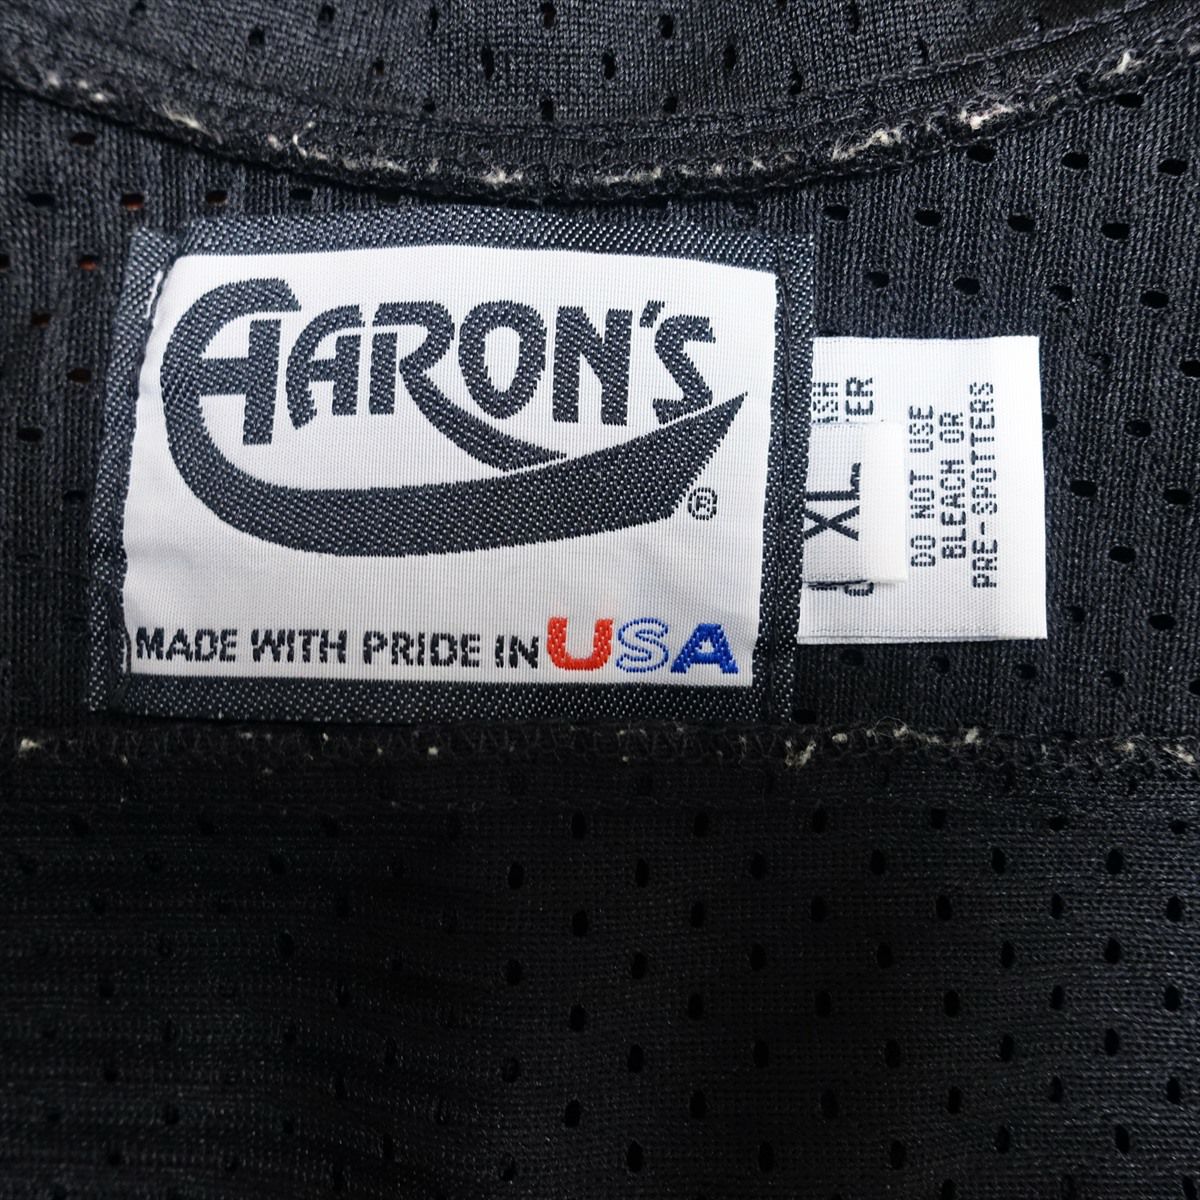 AARON'S
®
MADE WITH PRIDE IN USA
XL
DO NOT USE
BLEACH OR
PRE-SPOTTERS